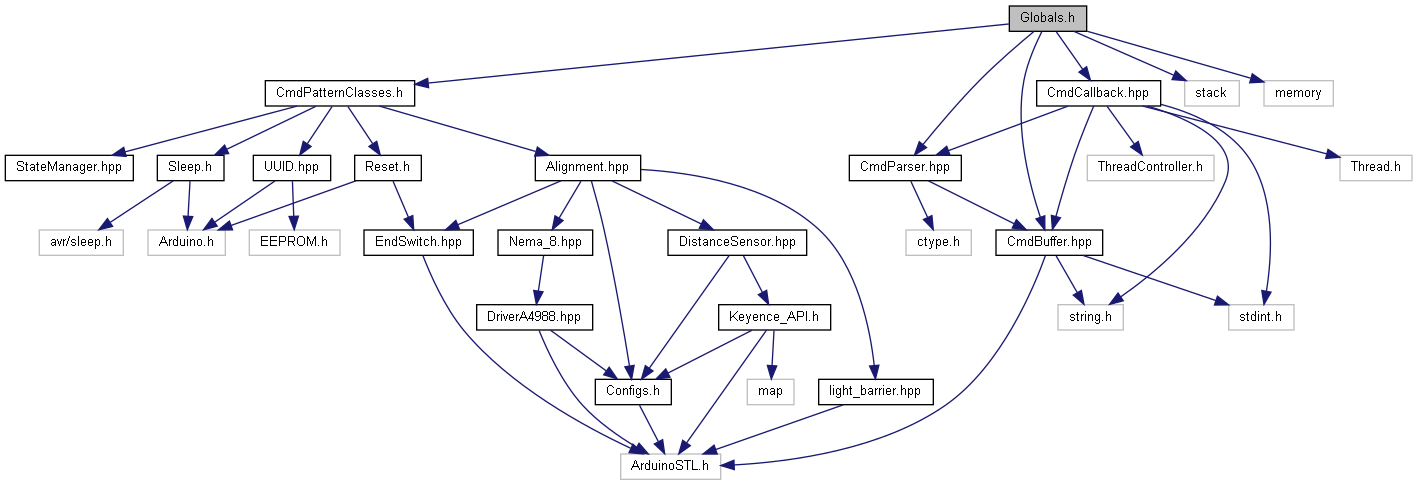 Globals.h
CmdPatternClasses.h
CmdCallback.hpp
stack
memory
StateManager.hpp
Sleep.h
UUID.hpp
Reset.h
Alignment.hpp
CmdParser.hpp
ThreadController.h
Thread.h
avr/sleep.h
Arduino.h
EEPROM.h
EndSwitch.hpp
Nema_8.hpp
DistanceSensor.hpp
ctype.h
CmdBuffer.hpp
DriverA4988.hpp
Keyence_API.h
string.h
stdint.h
Configs.h
map
light_barrier.hpp
ArduinoSTL.h